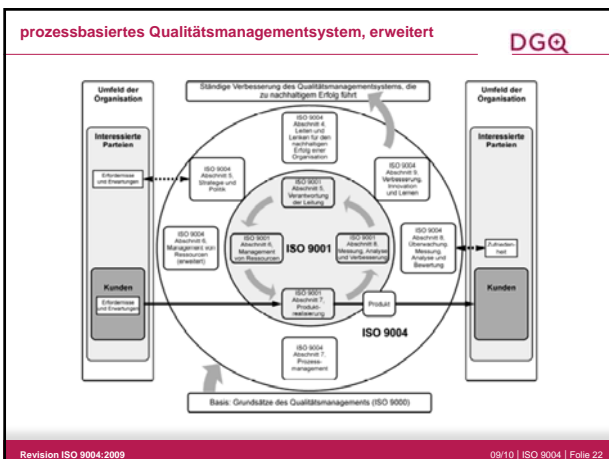 prozessbasiertes Qualitätsmanagementsystem, erweitert
DGQ
Umfeld der
Organisation
Interessierte
Parteien
Erfordernisse
und Erwartungen
Kunden
Erfordernisse
und Erwartungen
Ständige Verbesserung des Qualitätsmanagementsystems, die
zu nachhaltigem Erfolg führt
ISO 9004
Abschnitt 4,
Leiten und
Lenken für den
nachhaltigen
Erfolg einer
Organisation
ISO 9004
Abschnitt 5,
Strategie und
Politik
ISO 9004
Abschnitt 9,
Verbesserung,
Innovation
und Lernen
ISO 9001
Abschnitt 5,
Verantwortung
der Leitung
ISO 9004
Abschnitt 6,
Management von
Ressourcen
(erweitert)
ISO 9001
Abschnitt 6,
Management
von Ressourcen
ISO 9001
ISO 9001
Abschnitt 8,
Messung, Analyse
und Verbesserung
ISO 9004
Abschnitt 8,
Überwachung,
Messung,
Analyse und
Bewertung
ISO 9001
Abschnitt 7,
Produkt-
realisierung
Produkt
ISO 9004
ISO 9004
Abschnitt 7,
Prozess-
management
Basis: Grundsätze des Qualitätsmanagements (ISO 9000)
Umfeld der
Organisation
Interessierte
Parteien
Zufrieden-
heit
Kunden
Revision ISO 9004:2009
09/10 | ISO 9004 | Folie 22